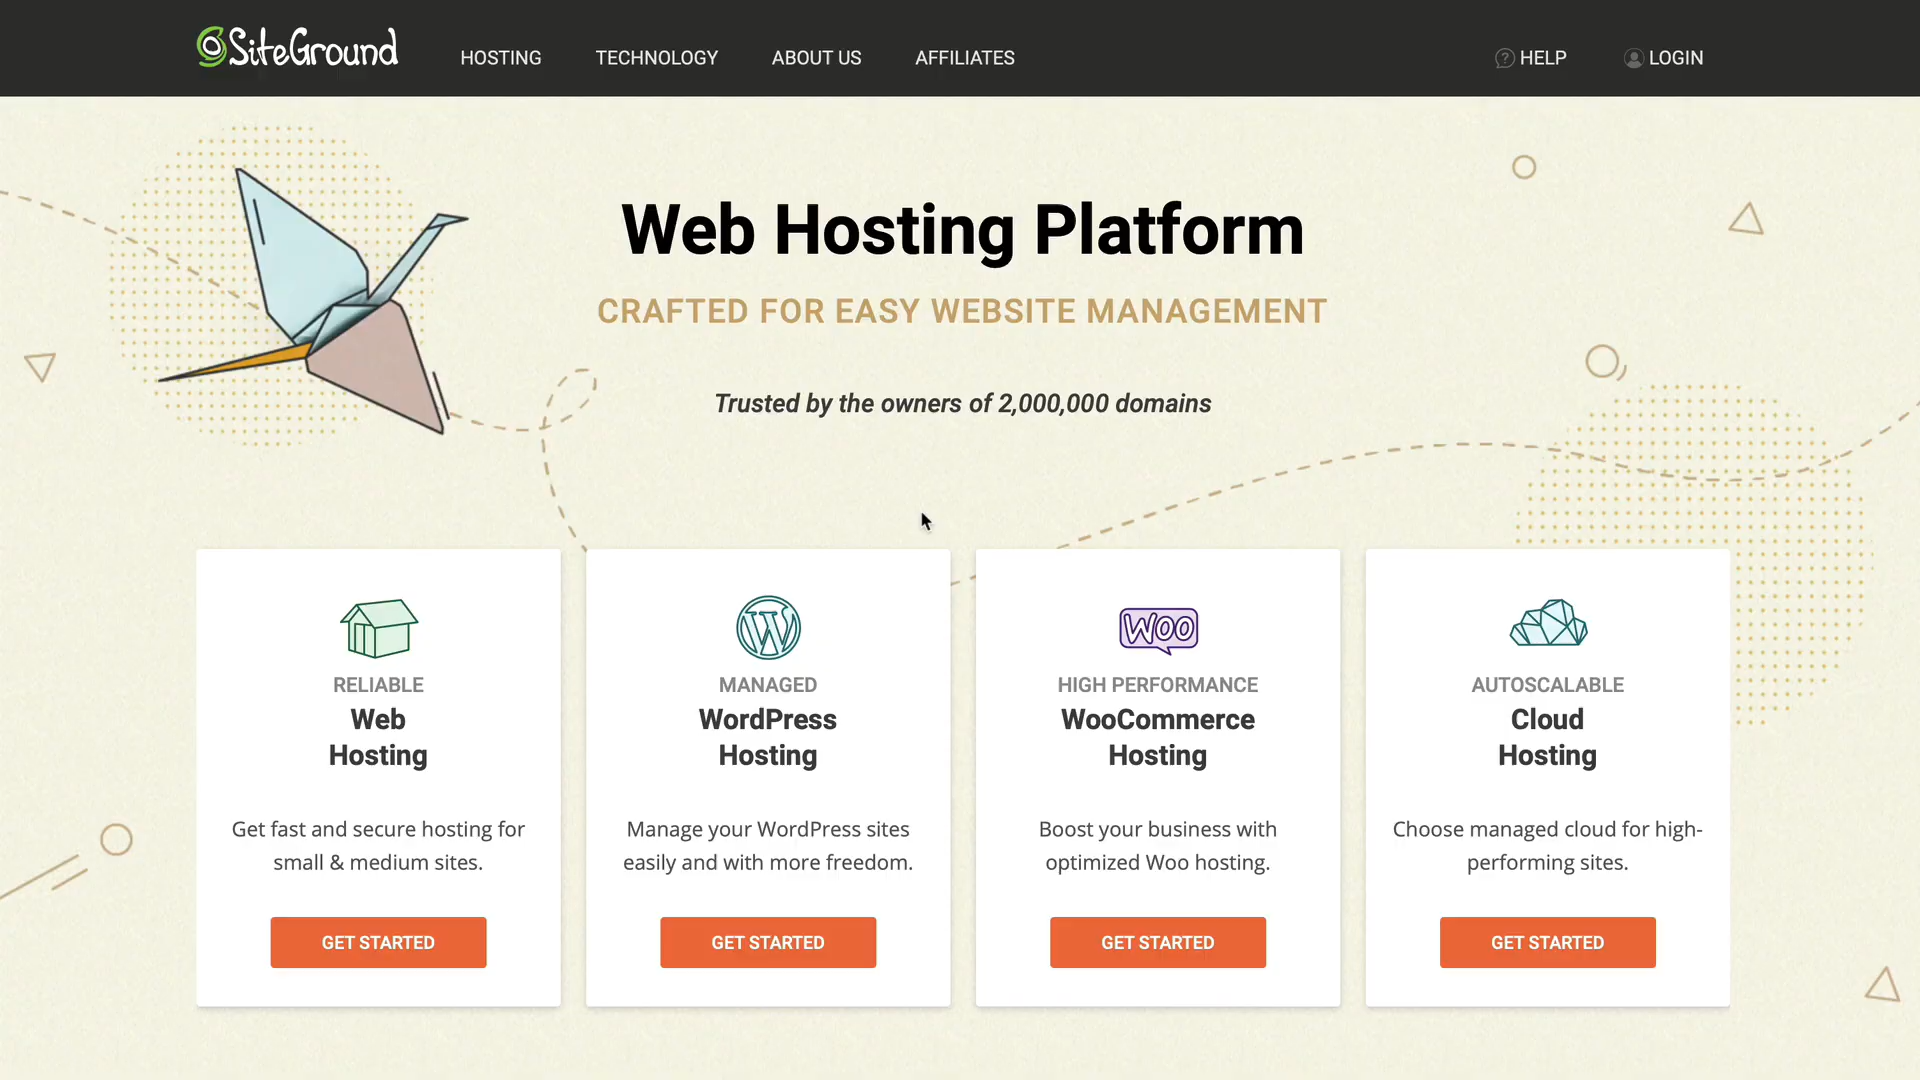 SiteGround
HOSTING
TECHNOLOGY
ABOUT US
AFFILIATES
HELP
LOGIN
Web Hosting Platform
CRAFTED FOR EASY WEBSITE MANAGEMENT
Trusted by the owners of 2,000,000 domains
RELIABLE
Web
Hosting
Get fast and secure hosting for
small & medium sites.
GET STARTED
MANAGED
WordPress
Hosting
Manage your WordPress sites
easily and with more freedom.
GET STARTED
WOO
HIGH PERFORMANCE
WooCommerce
Hosting
Boost your business with
optimized Woo hosting.
GET STARTED
AUTOSCALABLE
Cloud
Hosting
Choose managed cloud for high-
performing sites.
GET STARTED